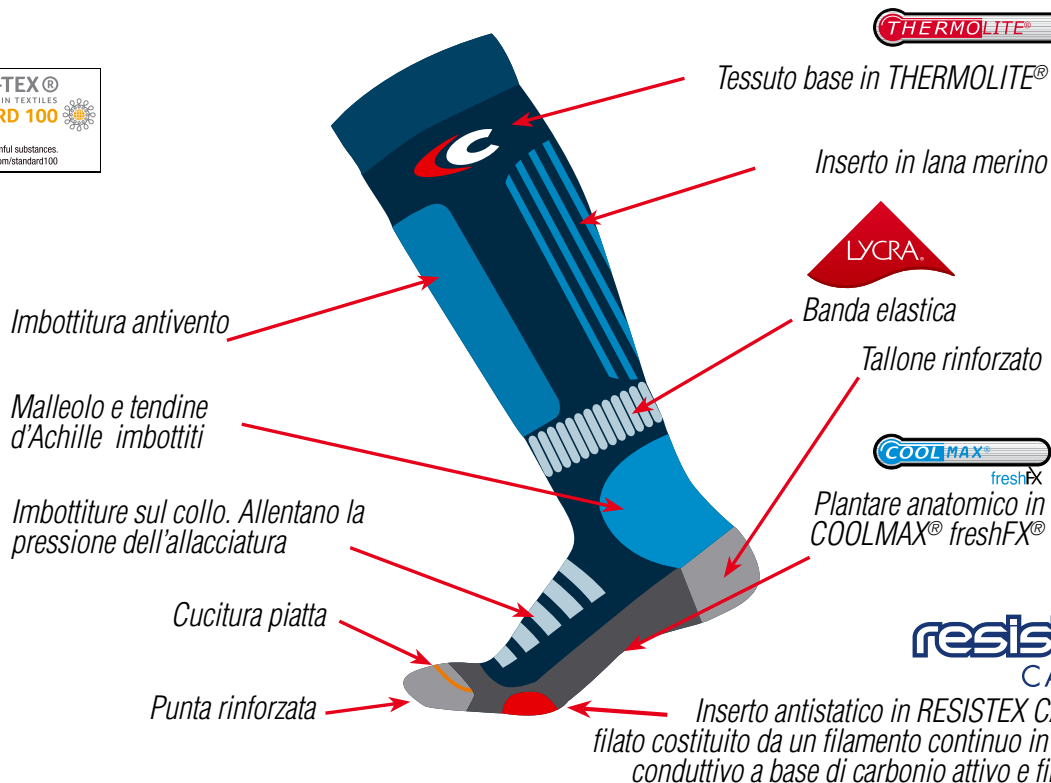 THERMOLITE®
Tessuto base in THERMOLITE®
-TEX®
IN TEXTILES
100
substances.
Inserto in lana merino
LYCRA
Banda elastica
Imbottitura antivento
Tallone rinforzato
Malleolo e tendine
d'Achille imbottiti
COOLMAX®
freshFX
Plantare anatomico in
COOLMAX® freshFX®
Imbottiture sul collo. Allentano la
pressione dell'allacciatura
Cucitura piatta
Punta rinforzata
Inserto antistatico in RESISTEX
filato costituito da un filamento continuo in
conduttivo a base di carbonio attivo e